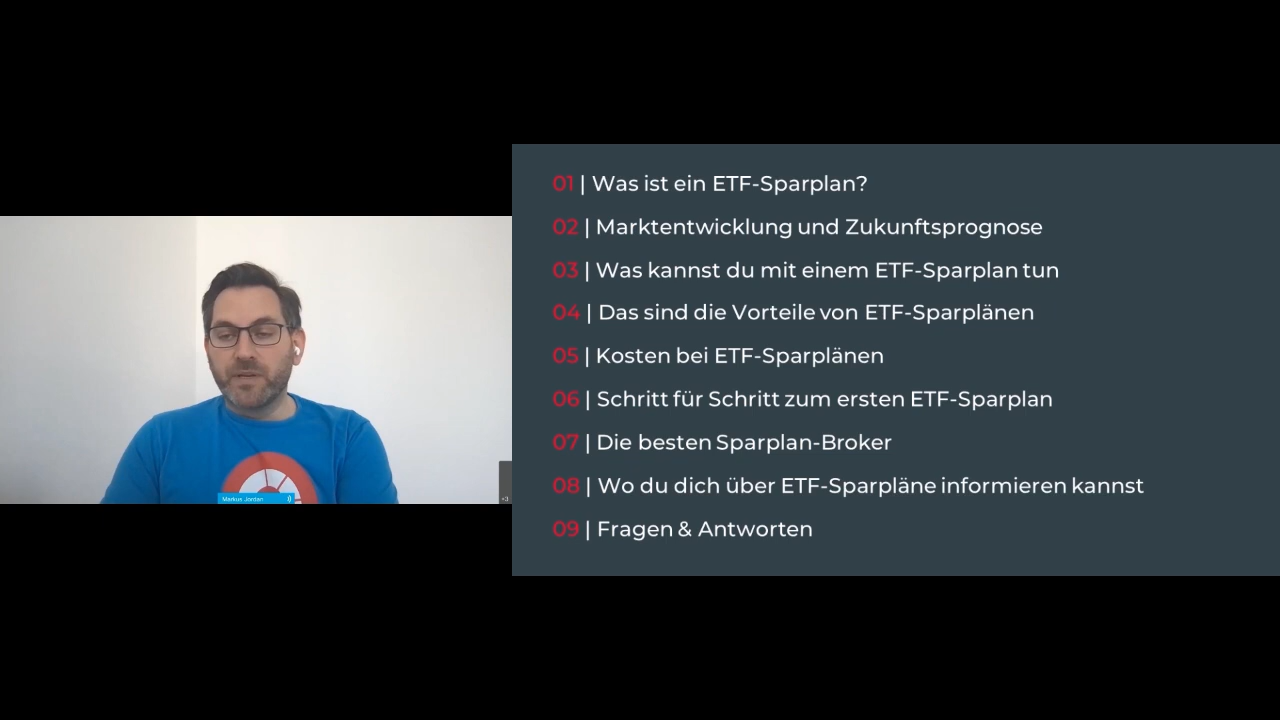 Markus Jordan
<3
01 | Was ist ein ETF-Sparplan?
02 | Marktentwicklung und Zukunftsprognose
03 | Was kannst du mit einem ETF-Sparplan tun
04 | Das sind die Vorteile von ETF-Sparplänen
05 | Kosten bei ETF-Sparplänen
06 | Schritt für Schritt zum ersten ETF-Sparplan
07 | Die besten Sparplan-Broker
08 | Wo du dich über ETF-Sparpläne informieren kannst
09 | Fragen & Antworten